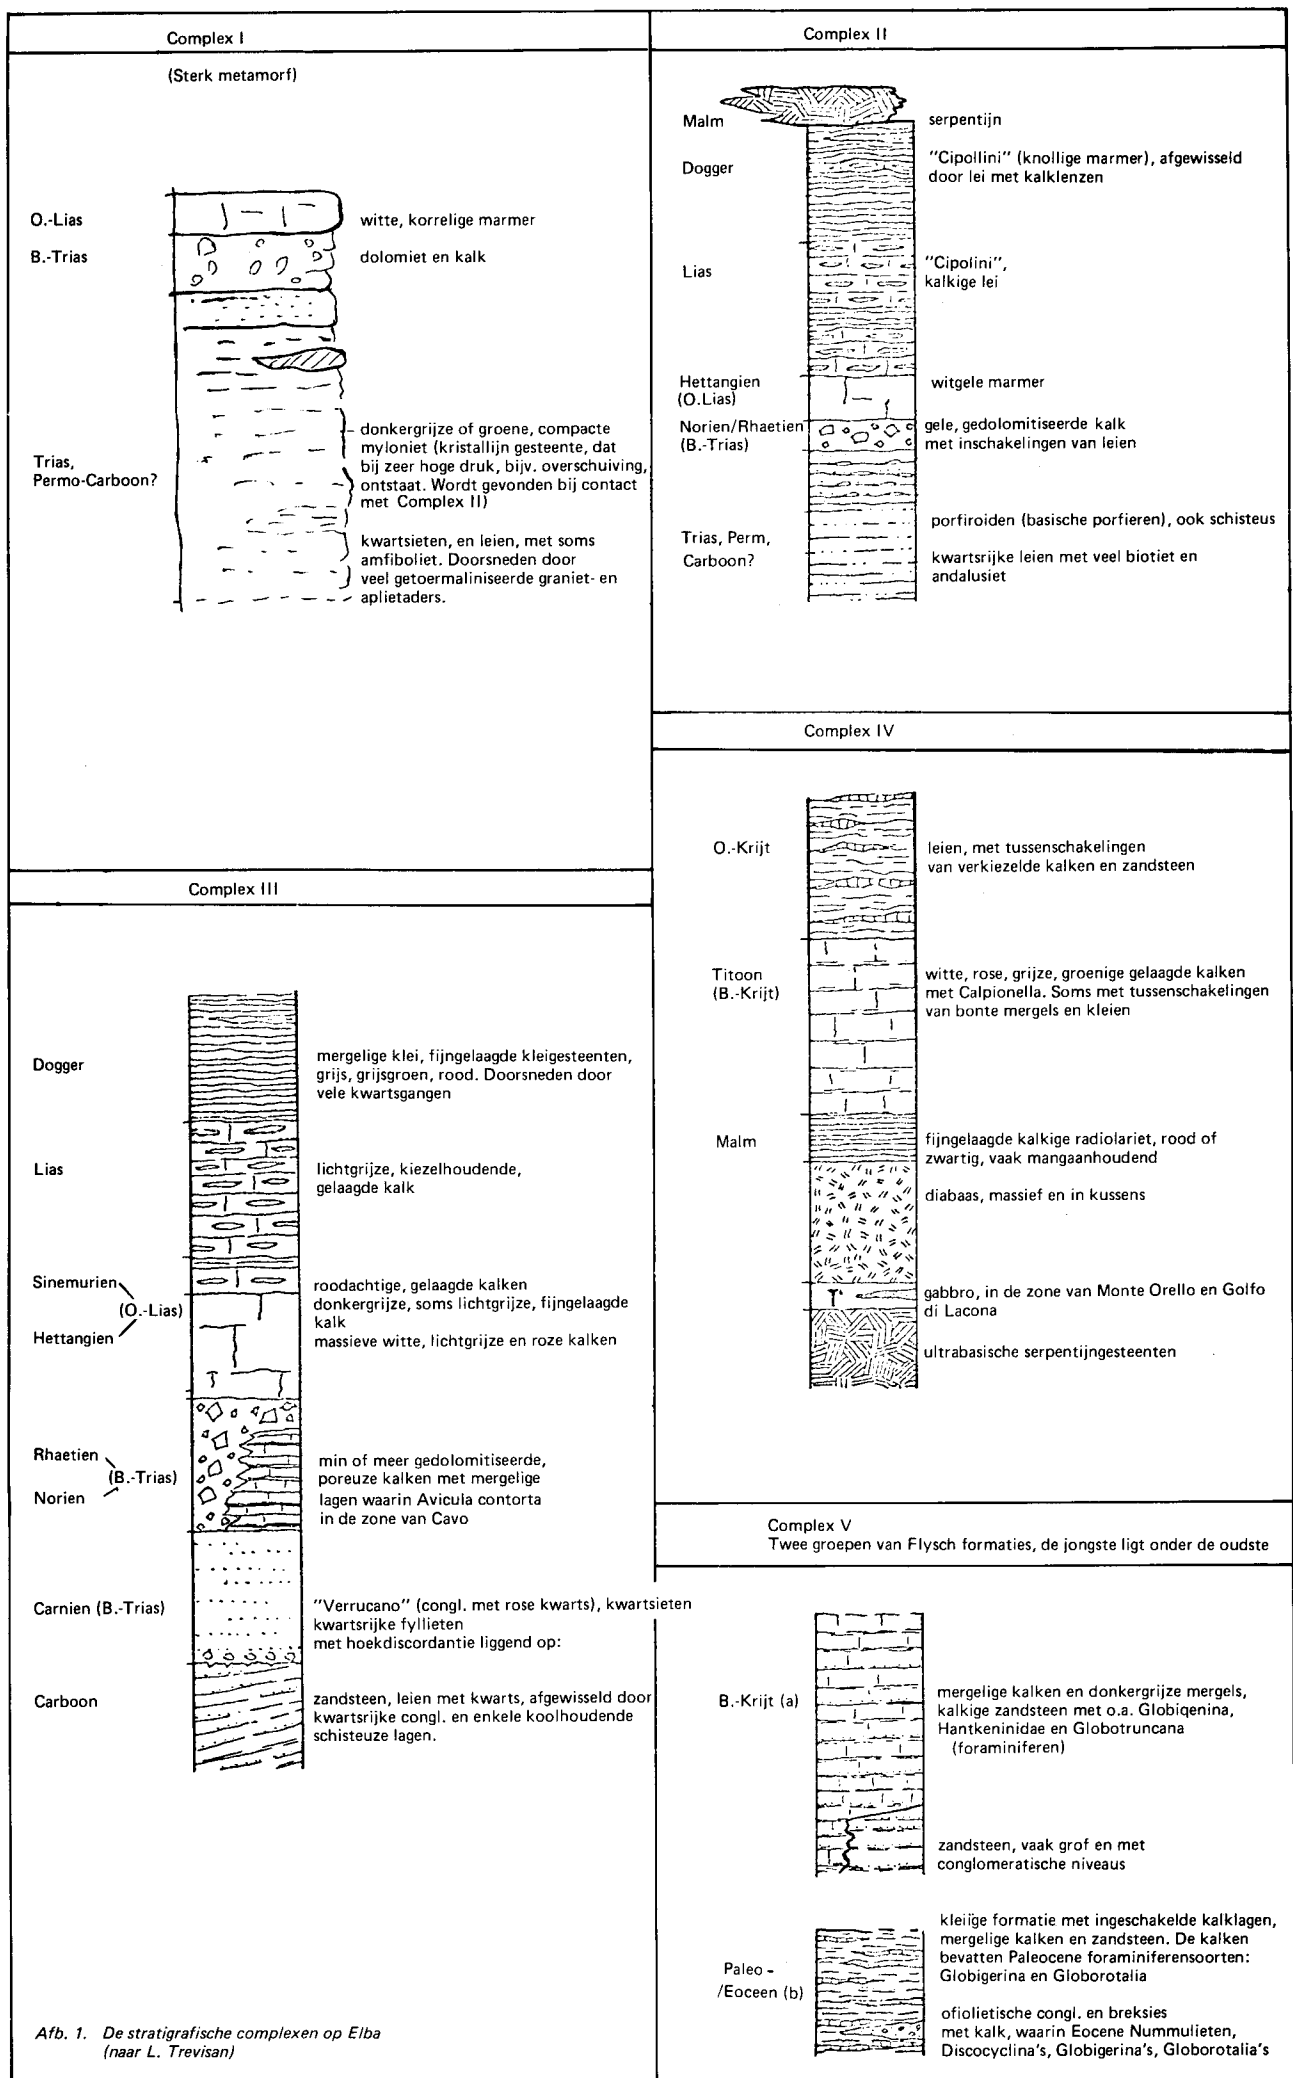 Complex I
(Sterk metamorf)
O.-Lias
witte, korrelige marmer
B.-Trias
dolomiet en kalk
Trias,
Permo-Carboon?
donkergrijze of groene, compacte
myloniet (kristallijn gesteente, dat
bij zeer hoge druk, bijv. overschuiving,
ontstaat. Wordt gevonden bij contact
met Complex II)
kwartsieten, en leien, met soms
amfiboliet. Doorsneden door
veel getoermaliniseerde graniet- en
aplietaders.
Complex II
Malm
serpentijn
Dogger
"Cipollini" (knollige marmer), afgewisseld
door lei met kalklenzen
Lias
"Cipolini",
kalkige lei
Hettangien
(O.Lias)
witgele marmer
Norien/Rhaetien
(B.-Trias)
gele, gedolomitiseerde kalk
met inschakelingen van leien
Trias, Perm,
Carboon?
porfiroiden (basische porfieren), ook schisteus
kwartsrijke leien met veel biotiet en
andalusiet
Complex III
Dogger
mergelige klei, fijngelaagde kleigesteenten,
grijs, grijsgroen, rood. Doorsneden door
vele kwartsgangen
Lias
lichtgrijze, kiezelhoudende,
gelaagde kalk
Sinemurien
(O.-Lias)
Hettangien
roodachtige, gelaagde kalken
donkergrijze, soms lichtgrijze, fijngelaagde
kalk
massieve witte, lichtgrijze en roze kalken
Rhaetien
(B.-Trias)
Norien
min of meer gedolomitiseerde,
poreuze kalken met mergelige
lagen waarin Avicula contorta
in de zone van Cavo
Carnien (B.-Trias)
"Verrucano" (congl. met rose kwarts), kwartsieten
kwartsrijke fyllieten
met hoekdiscordantie liggend op:
Carboon
zandsteen, leien met kwarts, afgewisseld door
kwartsrijke congl. en enkele koolhoudende
schisteuze lagen.
Complex IV
O.-Krijt
leien, met tussenschakelingen
van verkiezelde kalken en zandsteen
Titoon
(B.-Krijt)
witte, rose, grijze, groenige gelaagde kalken
met Calpionella. Soms met tussenschakelingen
van bonte mergels en kleien
Malm
fijngelaagde kalkige radiolariet, rood of
zwartig, vaak mangaanhoudend
diabaas, massief en in kussens
gabbro, in de zone van Monte Orello en Golfo
di Lacona
ultrabasische serpentijngesteenten
Complex V
Twee groepen van Flysch formaties, de jongste ligt onder de oudste
B.-Krijt (a)
mergelige kalken en donkergrijze mergels,
kalkige zandsteen met o.a. Globiqenina,
Hantkeninidae en Globotruncana
(foraminiferen)
zandsteen, vaak grof en met
conglomeratische niveaus
Paleo -
/Eoceen (b)
kleiïge formatie met ingeschakelde kalklagen,
mergelige kalken en zandsteen. De kalken
bevatten Paleocene foraminiferensoorten:
Globigerina en Globorotalia
ofiolietische congl. en breksies
met kalk, waarin Eocene Nummulieten,
Discocyclina's, Globigerina's, Globorotalia's
Afb. 1. De stratigrafische complexen op Elba
(naar L. Trevisan)